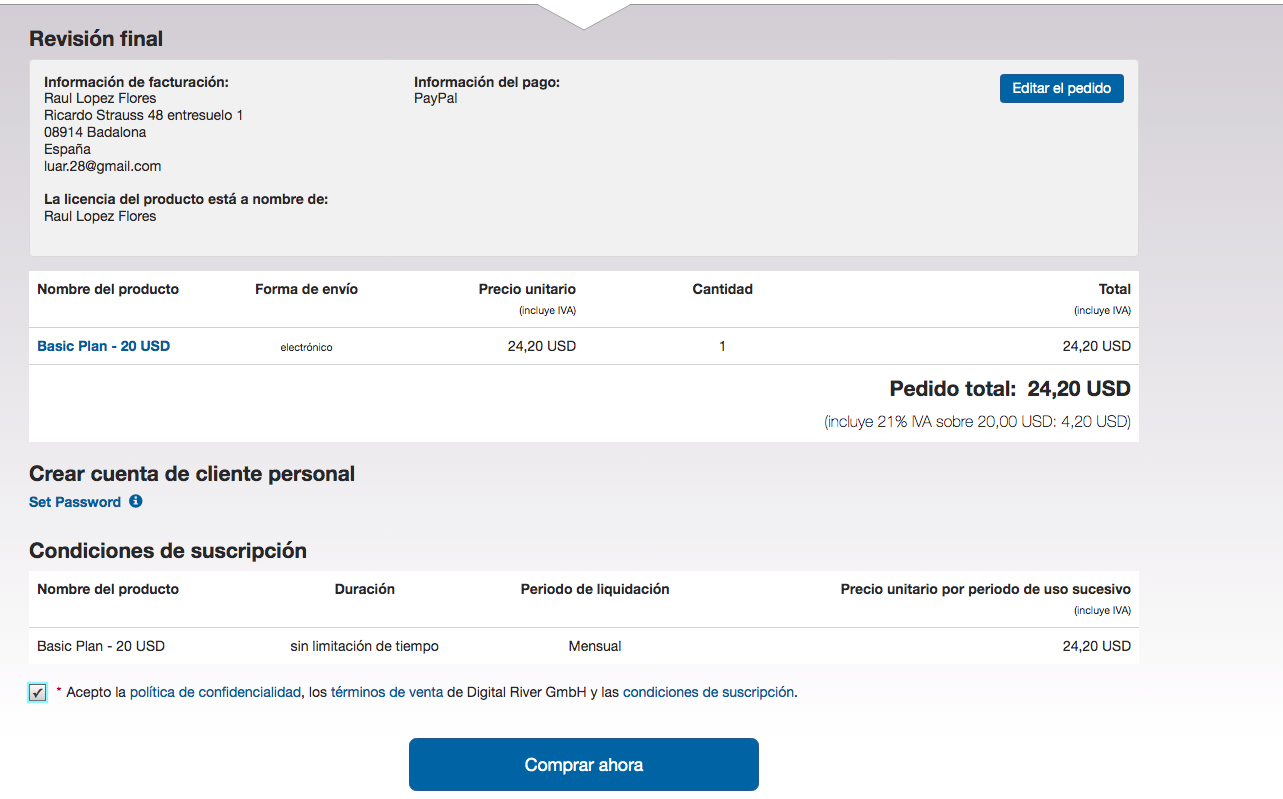 Revisión final
Información de facturación:
Raul Lopez Flores
Ricardo Strauss 48 entresuelo 1
08914 Badalona
España
luar.28@gmail.com
La licencia del producto está a nombre de:
Raul Lopez Flores
Información del pago:
PayPal
Editar el pedido
Nombre del producto Forma de envío Precio unitario Cantidad Total
(incluye IVA) (incluye IVA)
Basic Plan - 20 USD electrónico 24,20 USD 1 24,20 USD
Pedido total: 24,20 USD
(incluye 21% IVA sobre 20,00 USD: 4,20 USD)
Crear cuenta de cliente personal
Set Password i
Condiciones de suscripción
Nombre del producto Duración Periodo de liquidación Precio unitario por periodo de uso sucesivo
(incluye IVA)
Basic Plan - 20 USD sin limitación de tiempo Mensual 24,20 USD
* Acepto la política de confidencialidad, los términos de venta de Digital River GmbH y las condiciones de suscripción.
Comprar ahora